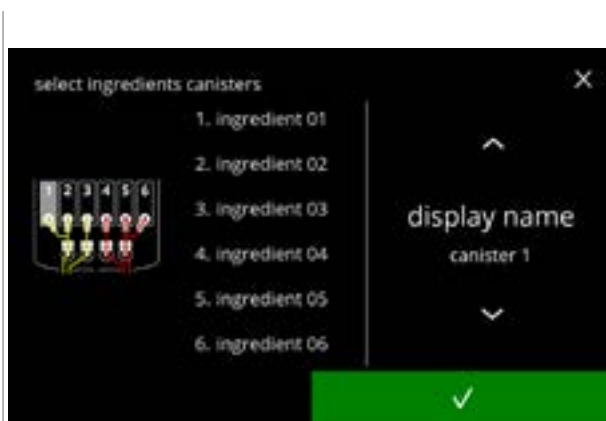 select ingredients canisters
1. ingredient 01
2. ingredient 02
3. ingredient 03
4. ingredient 04
5. ingredient 05
6. ingredient 06
1 2 3 4 5 6
display name
canister 1